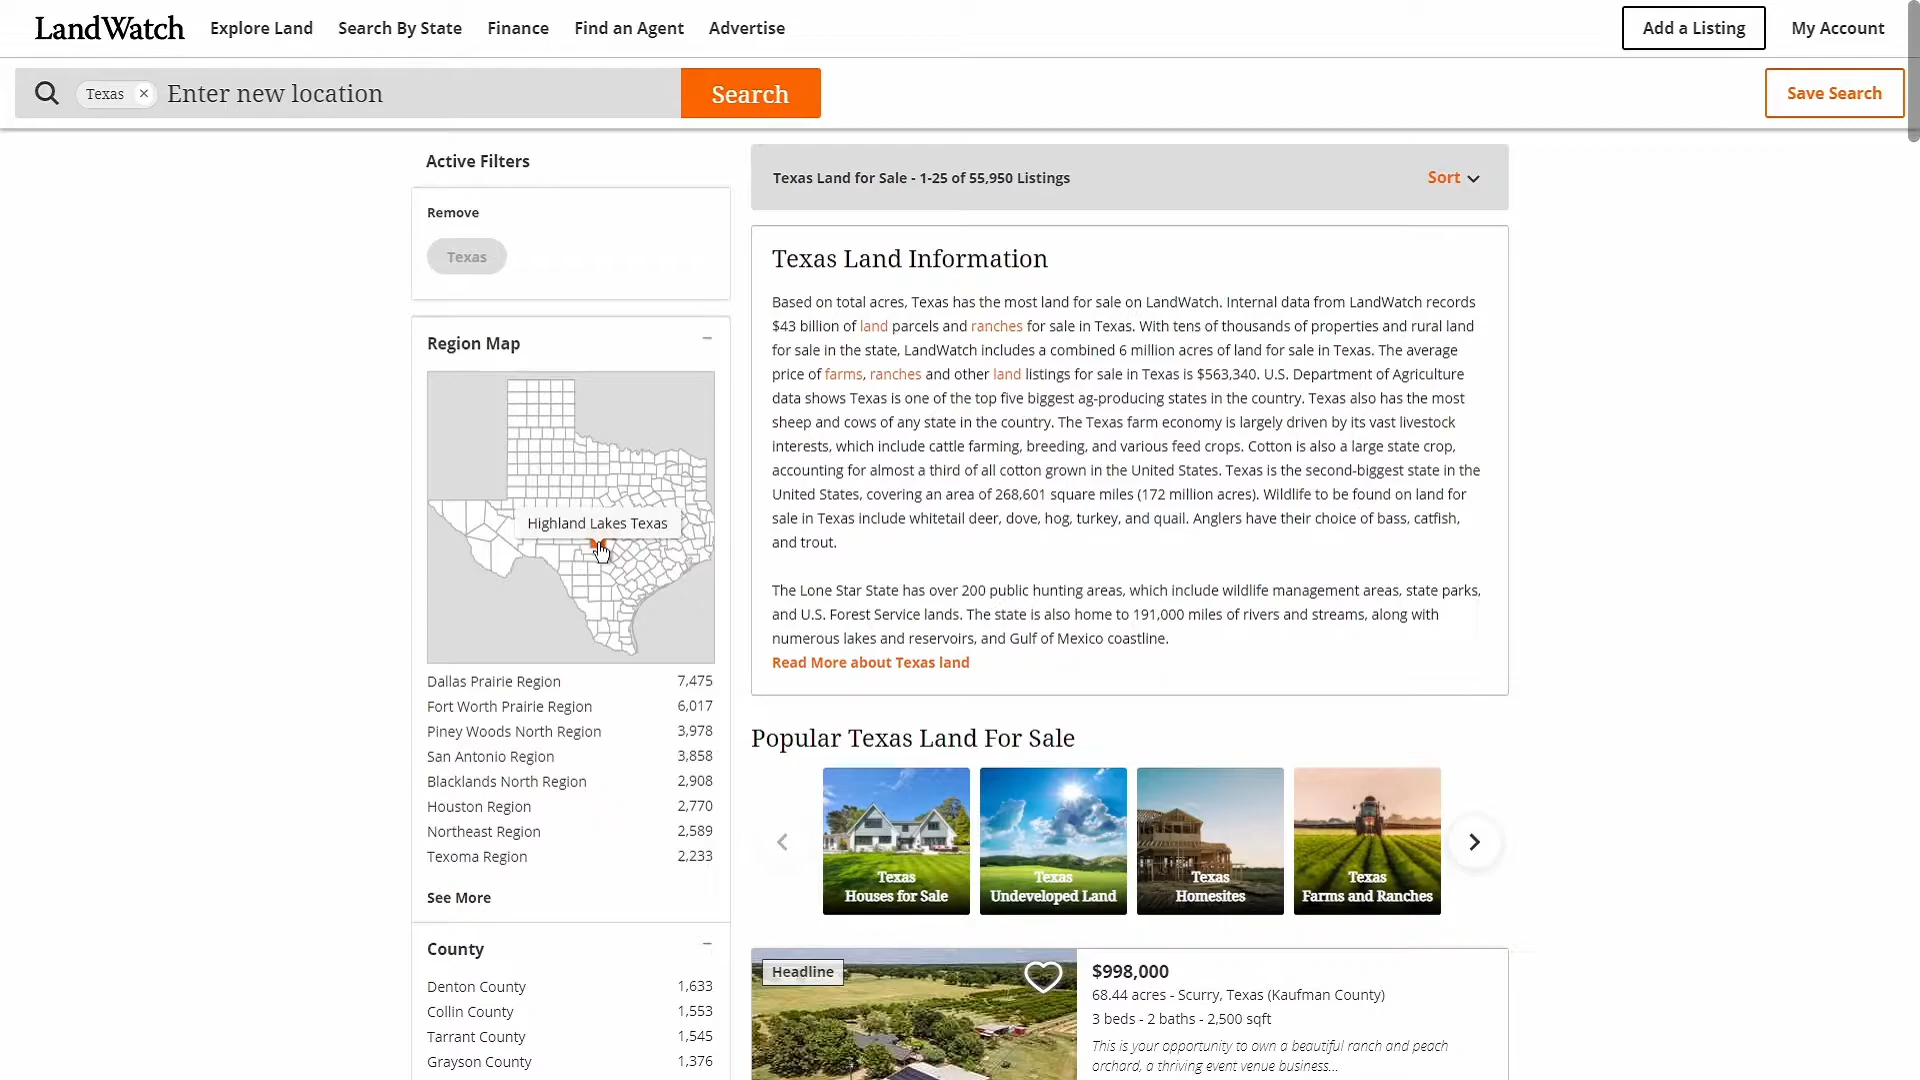 LandWatch
Explore Land
Search By State
Finance
Find an Agent
Advertise
Add a Listing
My Account
Texas
Enter new location
Search
Save Search
Active Filters
Remove
Texas
Region Map
Highland Lakes Texas
Dallas Prairie Region 7,475
Fort Worth Prairie Region 6,017
Piney Woods North Region 3,978
San Antonio Region 3,858
Blacklands North Region 2,908
Houston Region 2,770
Northeast Region 2,589
Texoma Region 2,233
See More
County
Denton County 1,633
Collin County 1,553
Tarrant County 1,545
Grayson County 1,376
Texas Land for Sale - 1-25 of 55,950 Listings
Sort
Texas Land Information
Based on total acres, Texas has the most land for sale on LandWatch. Internal data from LandWatch records
$43 billion of land parcels and ranches for sale in Texas. With tens of thousands of properties and rural land
for sale in the state, LandWatch includes a combined 6 million acres of land for sale in Texas. The average
price of farms, ranches and other land listings for sale in Texas is $563,340. U.S. Department of Agriculture
data shows Texas is one of the top five biggest ag-producing states in the country. Texas also has the most
sheep and cows of any state in the country. The Texas farm economy is largely driven by its vast livestock
interests, which include cattle farming, breeding, and various feed crops. Cotton is also a large state crop,
accounting for almost a third of all cotton grown in the United States. Texas is the second-biggest state in the
United States, covering an area of 268,601 square miles (172 million acres). Wildlife to be found on land for
sale in Texas include whitetail deer, dove, hog, turkey, and quail. Anglers have their choice of bass, catfish,
and trout.
The Lone Star State has over 200 public hunting areas, which include wildlife management areas, state parks,
and U.S. Forest Service lands. The state is also home to 191,000 miles of rivers and streams, along with
numerous lakes and reservoirs, and Gulf of Mexico coastline.
Read More about Texas land
Popular Texas Land For Sale
Texas
Houses for Sale
Texas
Undeveloped Land
Texas
Homesites
Texas
Farms and Ranches
Headline
$998,000
68.44 acres - Scurry, Texas (Kaufman County)
3 beds - 2 baths - 2,500 sqft
This is your opportunity to own a beautiful ranch and peach
orchard, a thriving event venue business...